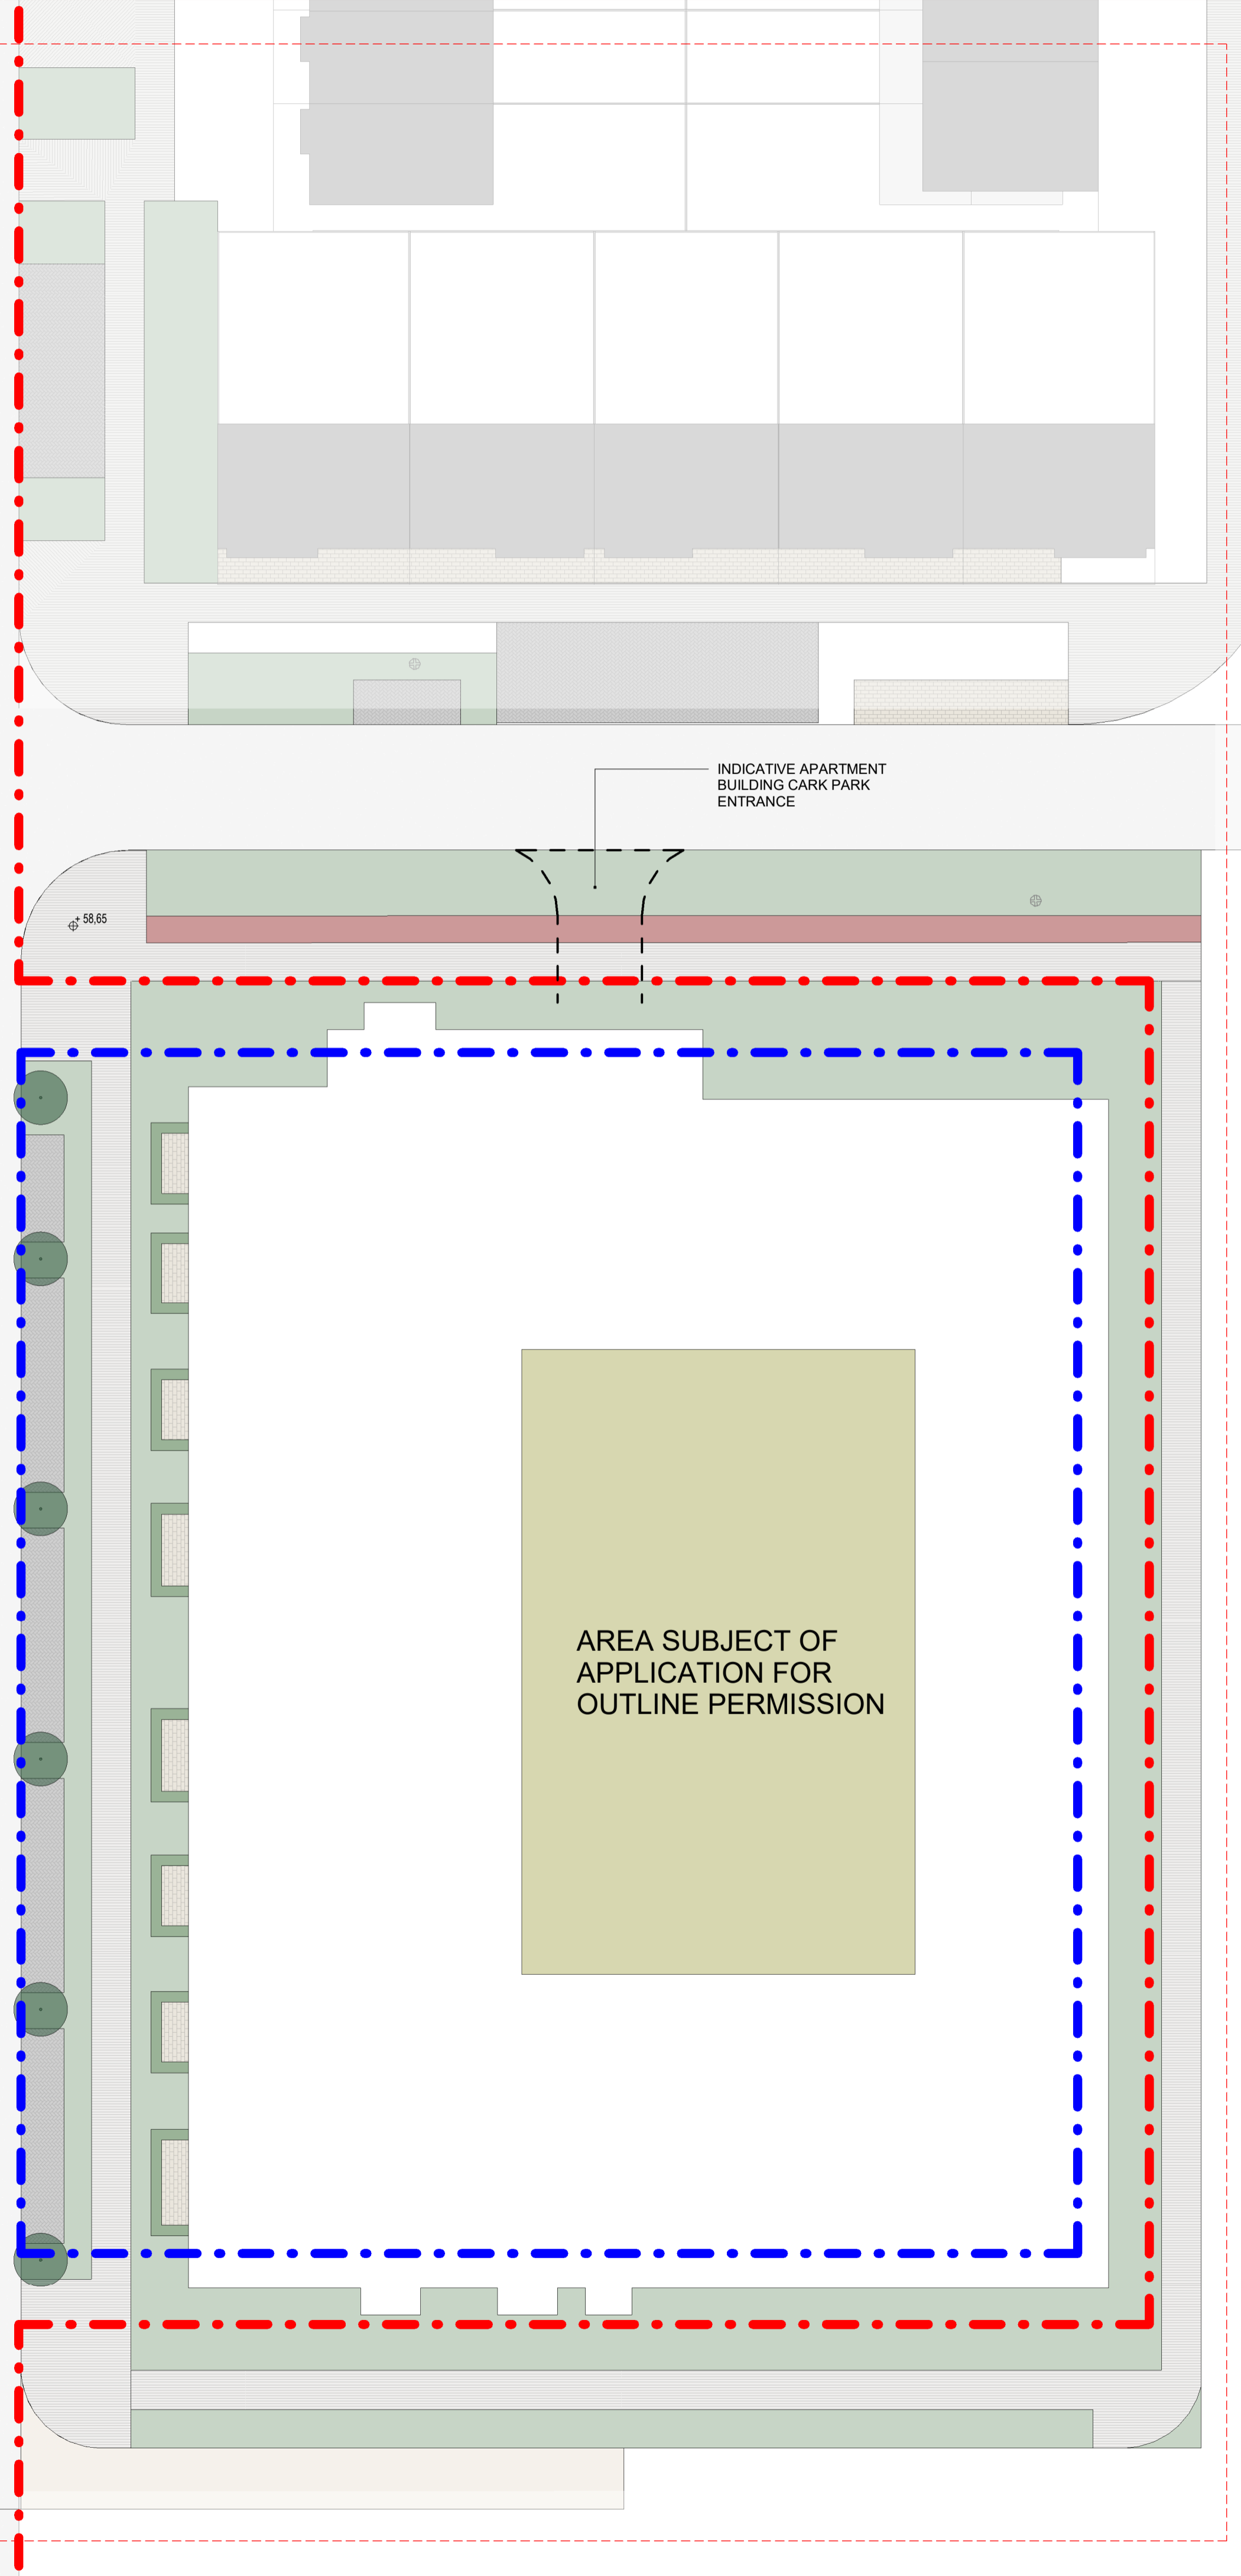 INDICATIVE APARTMENT
BUILDING CARK PARK
ENTRANCE
+ 58,65
AREA SUBJECT OF
APPLICATION FOR
OUTLINE PERMISSION